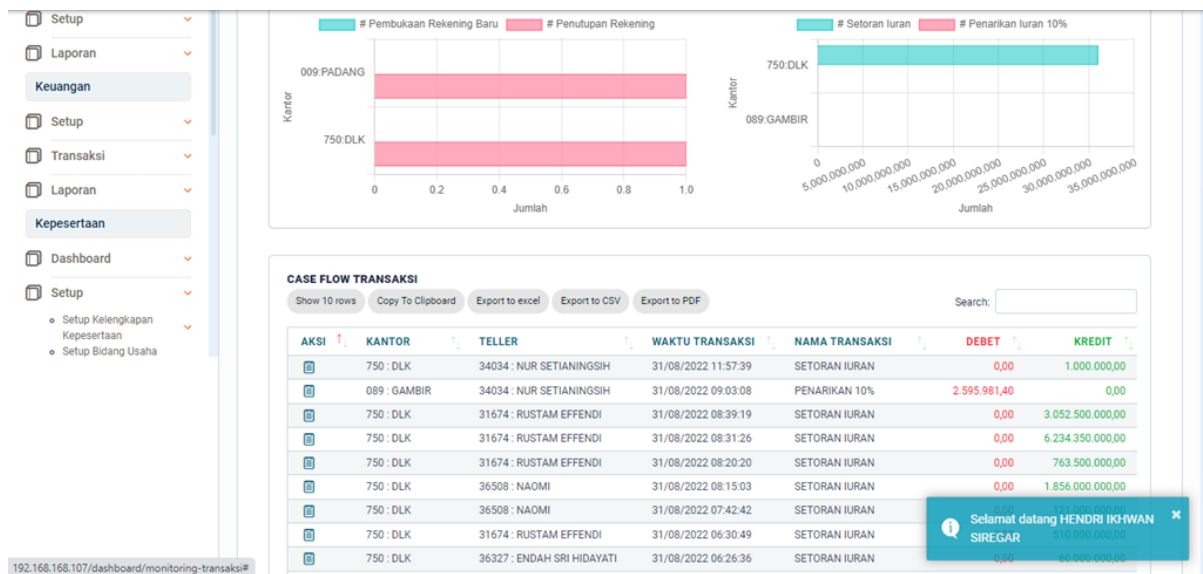 Setup
Laporan
Keuangan
Setup
Transaksi
Laporan
Kepesertaan
Dashboard
Setup
Setup Kelengkapan
Kepesertaan
Setup Bidang Usaha
# Pembukaan Rekening Baru # Penutupan Rekening
Kantor
009:PADANG
750:DLK
0 0.2 0.4 0.6 0.8 1.0
Jumlah
# Setoran Iuran # Penarikan Iuran 10%
Kantor
750:DLK
089:GAMBIR
0 5.000.000.000 10.000.000.000 15.000.000.000 20.000.000.000 25.000.000.000 30.000.000.000 35.000.000.000
Jumlah
CASE FLOW TRANSAKSI
Show 10 rows Copy To Clipboard Export to excel Export to CSV Export to PDF Search:
AKSI KANTOR TELLER WAKTU TRANSAKSI NAMA TRANSAKSI DEBET KREDIT
750 : DLK 34034 : NUR SETIANINGSIH 31/08/2022 11:57:39 SETORAN IURAN 0,00 1.000.000,00
089 : GAMBIR 34034 : NUR SETIANINGSIH 31/08/2022 09:03:08 PENARIKAN 10% 2.595.981,40 0,00
750 : DLK 31674 : RUSTAM EFFENDI 31/08/2022 08:39:19 SETORAN IURAN 0,00 3.052.500.000,00
750 : DLK 31674 : RUSTAM EFFENDI 31/08/2022 08:31:26 SETORAN IURAN 0,00 6.234.350.000,00
750 : DLK 31674 : RUSTAM EFFENDI 31/08/2022 08:20:20 SETORAN IURAN 0,00 763.500.000,00
750 : DLK 36508 : NAOMI 31/08/2022 08:15:03 SETORAN IURAN 0,00 1.856.000.000,00
750 : DLK 36508 : NAOMI 31/08/2022 07:42:42 SETORAN IURAN
750 : DLK 31674 : RUSTAM EFFENDI 31/08/2022 06:30:49 SETORAN IURAN
750 : DLK 36327 : ENDAH SRI HIDAYATI 31/08/2022 06:26:36 SETORAN IURAN 0,00 60.000.000,00
Selamat datang HENDRI IKHWAN
SIREGAR
192.168.168.107/dashboard/monitoring-transaksi#